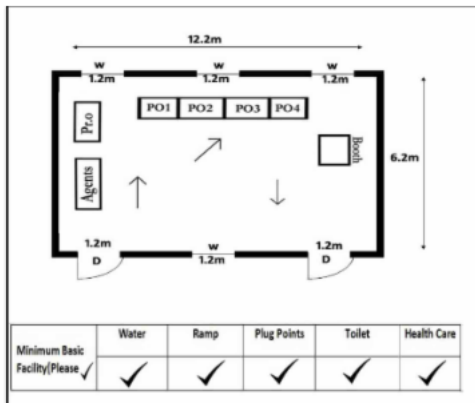 12.2m
W W W
1.2m 1.2m 1.2m
PO1 PO2 PO3 PO4
Pr.o
Booth
6.2m
Agents
1.2m W 1.2m
D 1.2m D
Water Ramp Plug Points Toilet Health Care
Minimum Basic
Facility(Please ✓ ✓ ✓ ✓ ✓ ✓